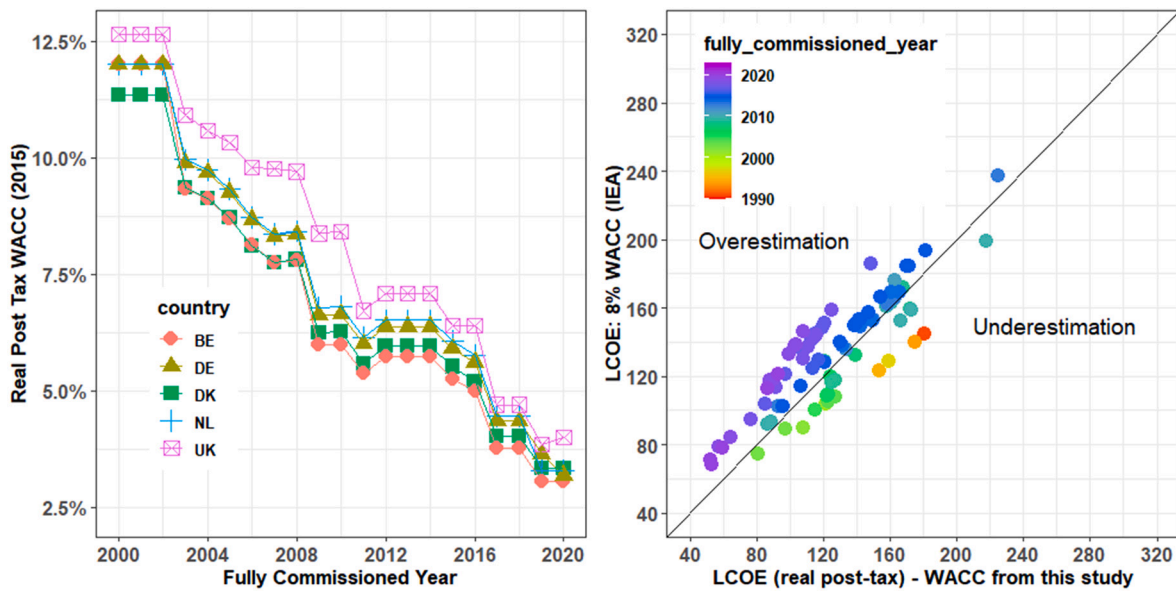 12.5%
10.0%
7.5%
5.0%
2.5%
Real Post Tax WACC (2015)
country
BE
DE
DK
NL
UK
2000
2004
2008
2012
2016
2020
Fully Commissioned Year
320
280
240
200
160
120
80
40
LCOE: 8% WACC (IEA)
fully_commissioned_year
2020
2010
2000
1990
Overestimation
Underestimation
40
80
120
160
200
240
280
320
LCOE (real post-tax) - WACC from this study